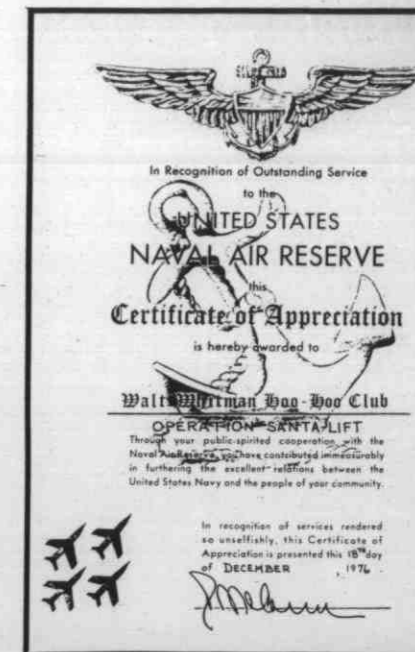 In Recognition of Outstanding Service
to the
UNITED STATES
NAVAL AIR RESERVE
this
Certificate of Appreciation
is hereby awarded to
Walt Whitman Hoo-Hoo Club
OPERATION SANTA-LIFT
Through your public-spirited cooperation with the
Naval Air Reserve, you have contributed immeasurably
in furthering the excellent relations between the
United States Navy and the people of your community.
In recognition of services rendered
so unselfishly, this Certificate of
Appreciation is presented this 18th day
of DECEMBER , 1976